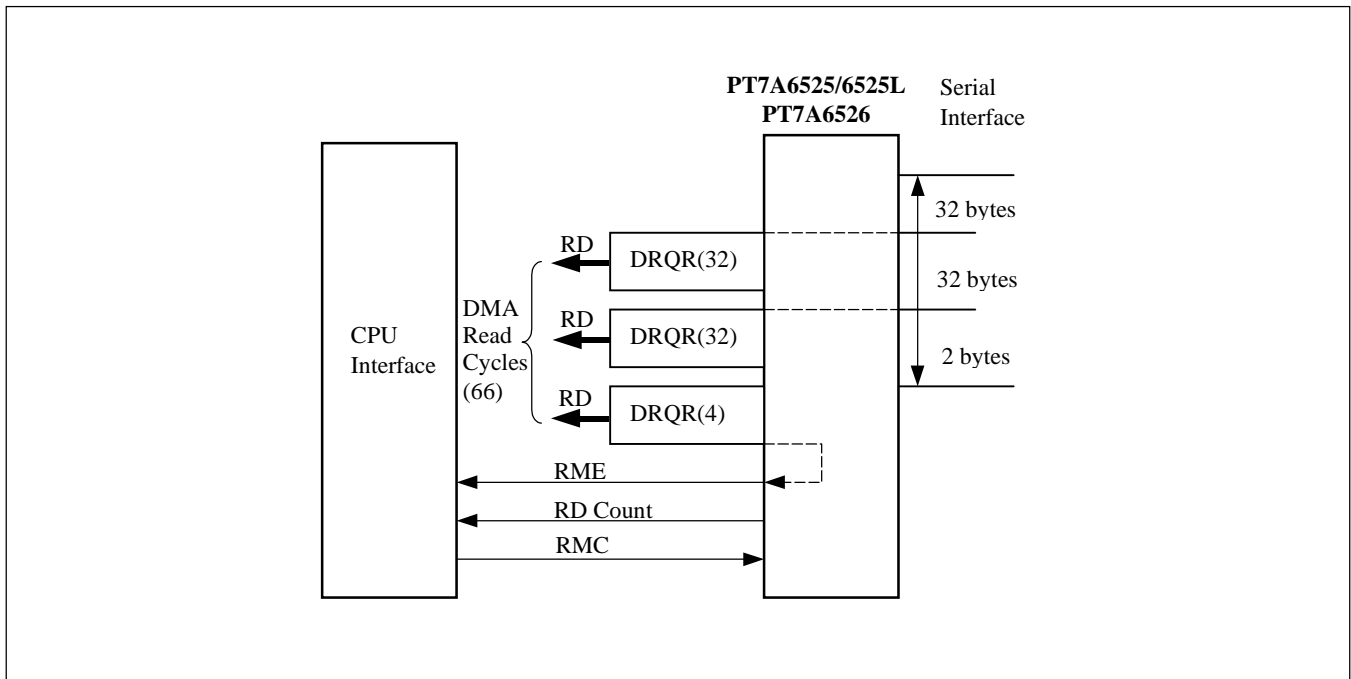 PT7A6525/6525L
PT7A6526
Serial
Interface
32 bytes
RD
DRQR(32)
32 bytes
DMA
Read
Cycles
(66)
RD
DRQR(32)
CPU
Interface
2 bytes
RD
DRQR(4)
RME
RD Count
RMC